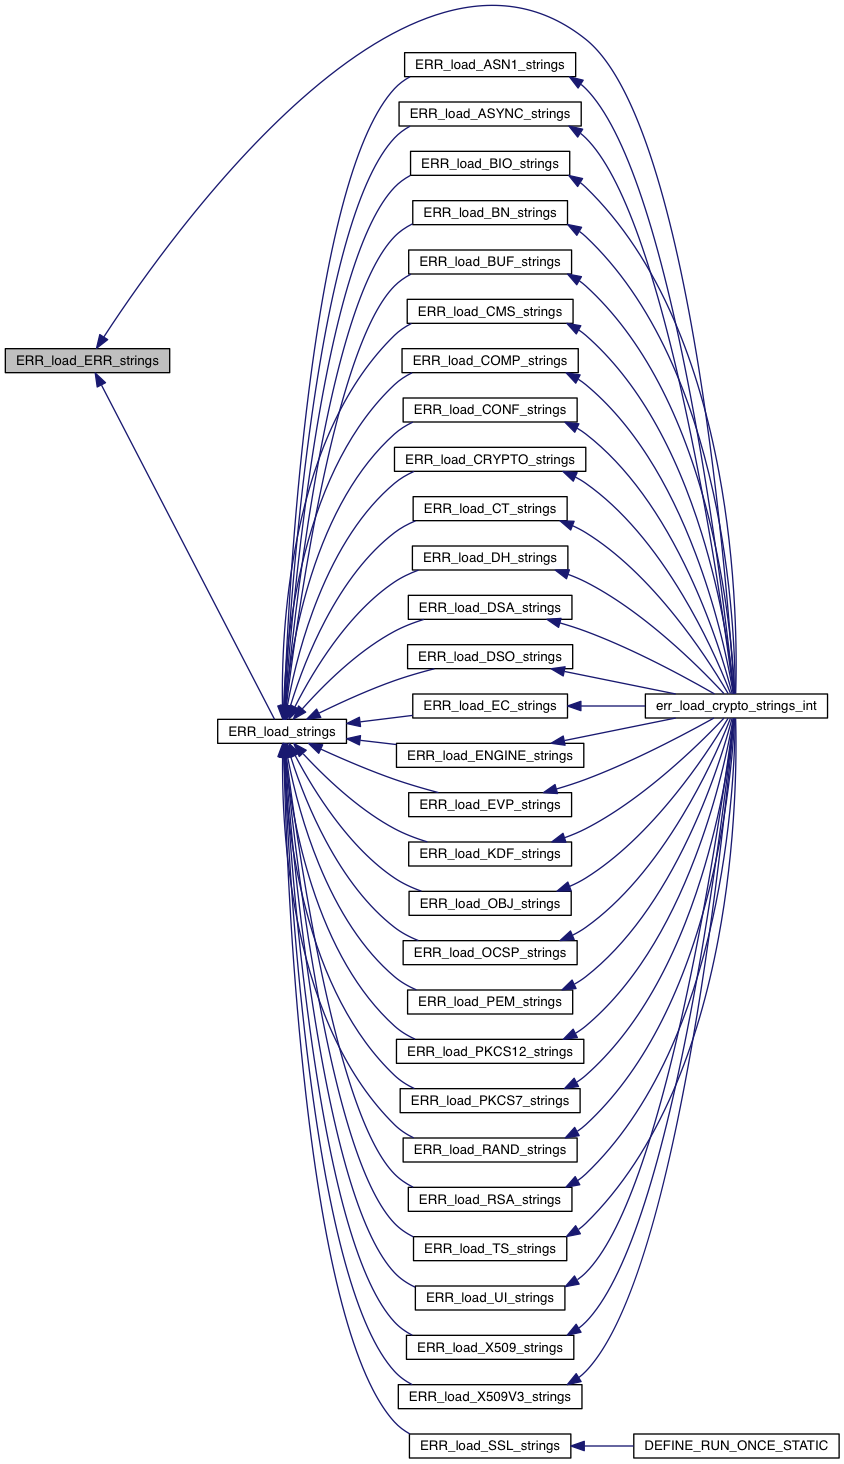 ERR_load_ASN1_strings
ERR_load_ASYNC_strings
ERR_load_BIO_strings
ERR_load_BN_strings
ERR_load_BUF_strings
ERR_load_CMS_strings
ERR_load_ERR_strings
ERR_load_COMP_strings
ERR_load_CONF_strings
ERR_load_CRYPTO_strings
ERR_load_CT_strings
ERR_load_DH_strings
ERR_load_DSA_strings
ERR_load_DSO_strings
ERR_load_EC_strings
err_load_crypto_strings_int
ERR_load_strings
ERR_load_ENGINE_strings
ERR_load_EVP_strings
ERR_load_KDF_strings
ERR_load_OBJ_strings
ERR_load_OCSP_strings
ERR_load_PEM_strings
ERR_load_PKCS12_strings
ERR_load_PKCS7_strings
ERR_load_RAND_strings
ERR_load_RSA_strings
ERR_load_TS_strings
ERR_load_UI_strings
ERR_load_X509_strings
ERR_load_X509V3_strings
ERR_load_SSL_strings
DEFINE_RUN_ONCE_STATIC